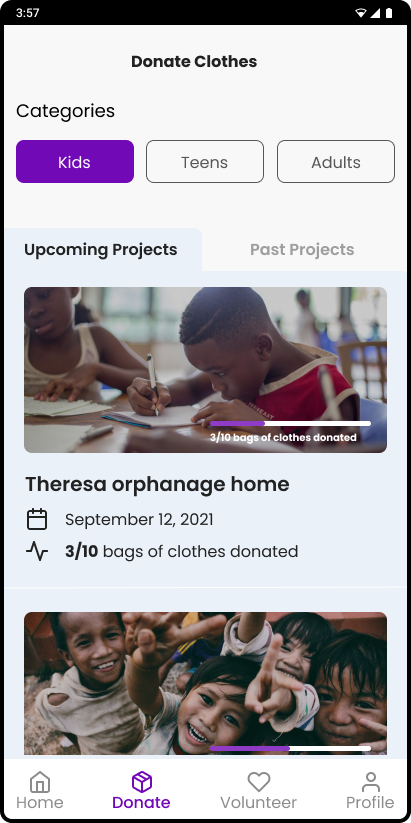 3:57
Donate Clothes
Categories
Kids
Teens
Adults
Upcoming Projects
Past Projects
3/10 bags of clothes donated
Theresa orphanage home
September 12, 2021
3/10 bags of clothes donated
Home
Donate
Volunteer
Profile